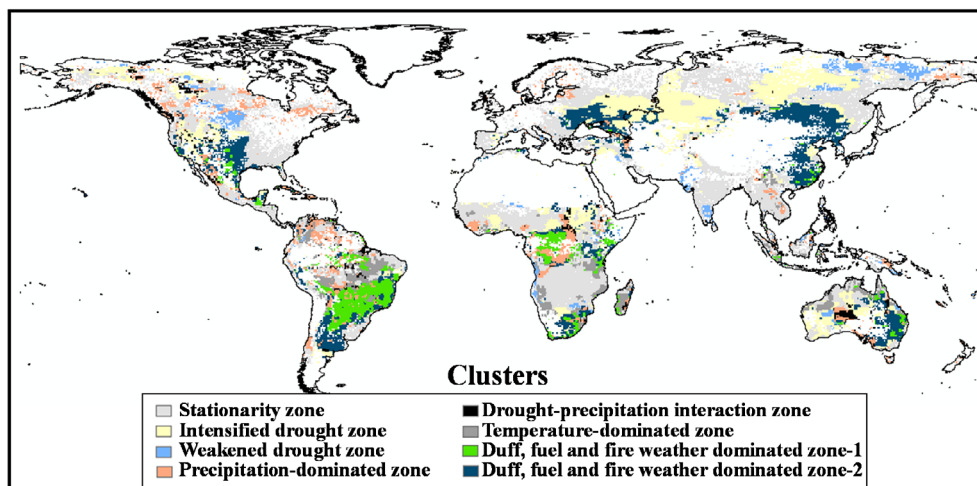 Clusters
Stationarity zone
Intensified drought zone
Weakened drought zone
Precipitation-dominated zone
Drought-precipitation interaction zone
Temperature-dominated zone
Duff, fuel and fire weather dominated zone-1
Duff, fuel and fire weather dominated zone-2